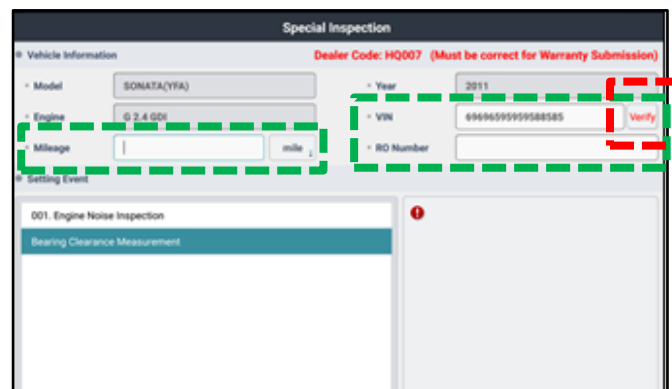 Special Inspection
Vehicle Information Dealer Code: HQ007 (Must be correct for Warranty Submission)
Model SONATA(YFA) Year 2011
Engine G 2.4 GDI VIN 69696595959588585 Verify
Mileage mile RO Number
Setting Event
001. Engine Noise Inspection
Bearing Clearance Measurement